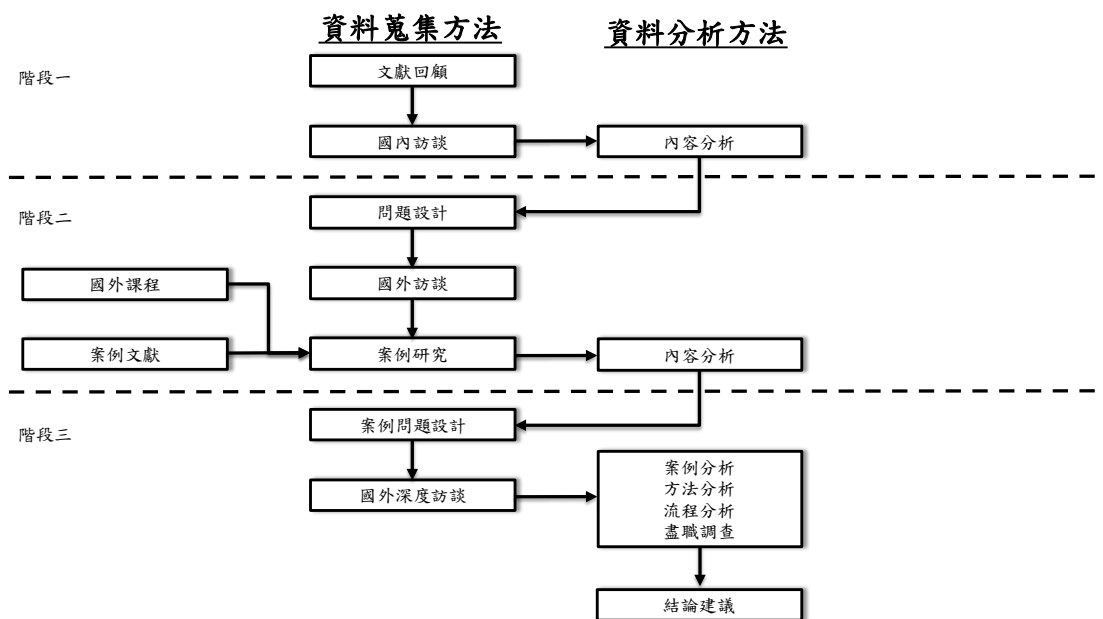 資料蒐集方法
資料分析方法
階段一
文獻回顧
國內訪談
內容分析
階段二
問題設計
國外課程
國外訪談
案例文獻
案例研究
內容分析
階段三
案例問題設計
國外深度訪談
案例分析
方法分析
流程分析
盡職調查
結論建議